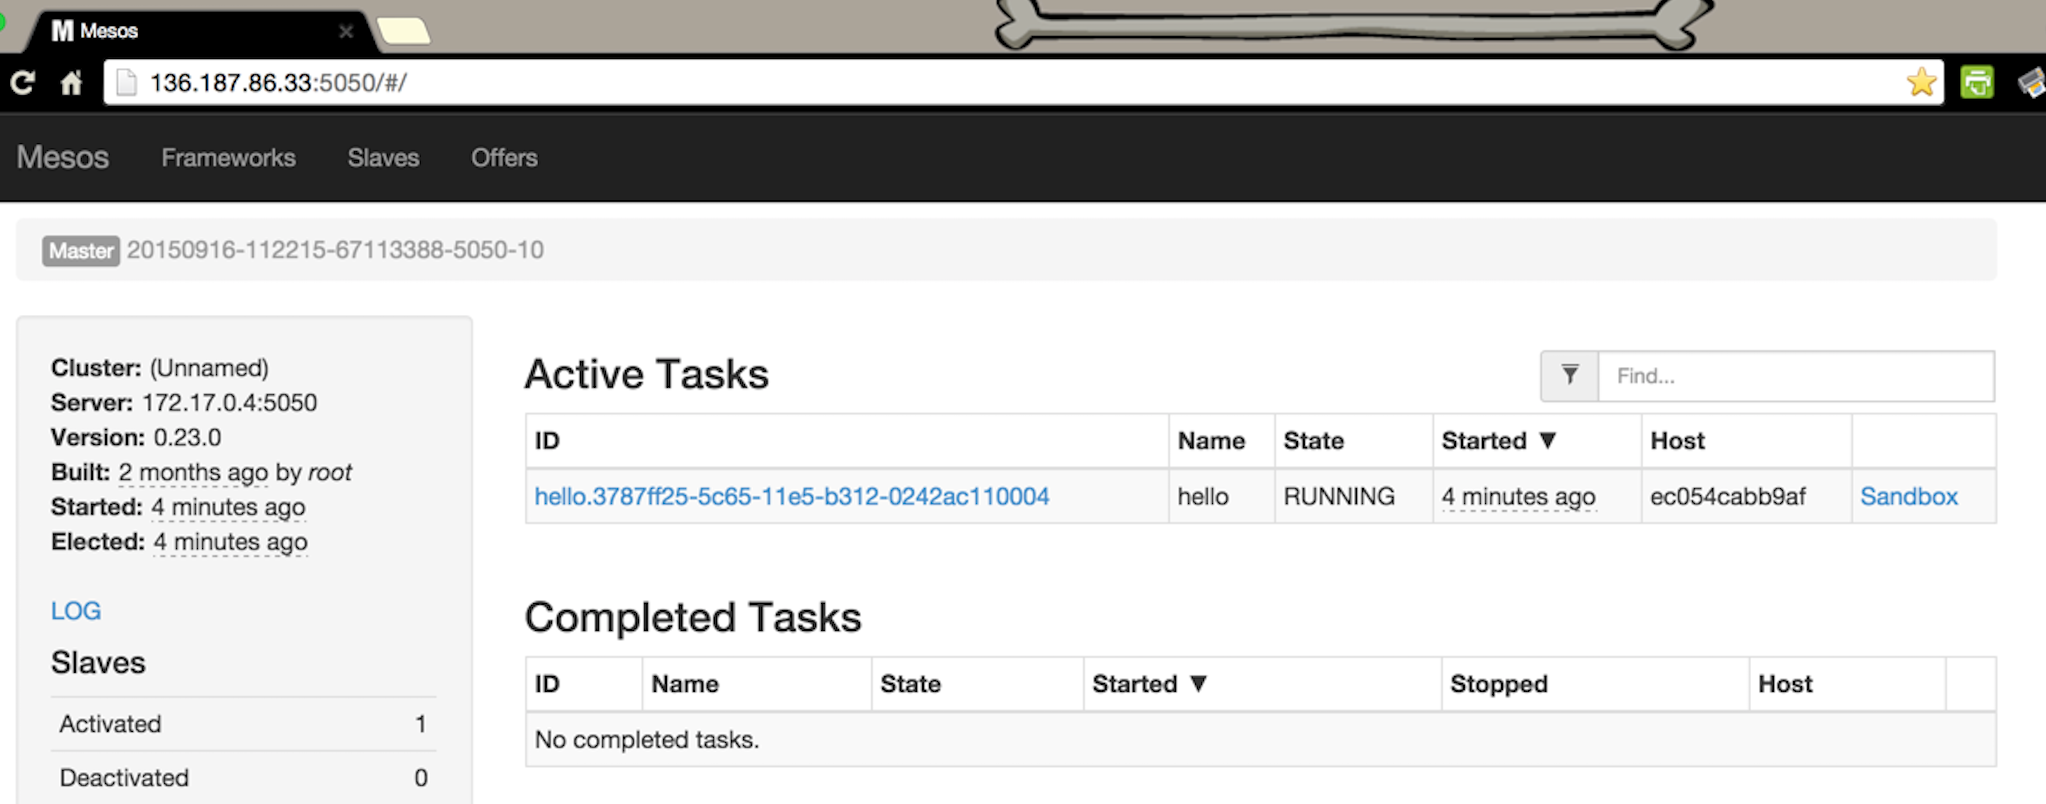 Mesos
136.187.86.33:5050/#/
Mesos Frameworks Slaves Offers
Master 20150916-112215-67113388-5050-10
Cluster: (Unnamed)
Server: 172.17.0.4:5050
Version: 0.23.0
Built: 2 months ago by root
Started: 4 minutes ago
Elected: 4 minutes ago
LOG
Slaves
Activated 1
Deactivated 0
Active Tasks
Find...
ID Name State Started ▼ Host
hello.3787ff25-5c65-11e5-b312-0242ac110004 hello RUNNING 4 minutes ago ec054cabb9af Sandbox
Completed Tasks
ID Name State Started ▼ Stopped Host
No completed tasks.